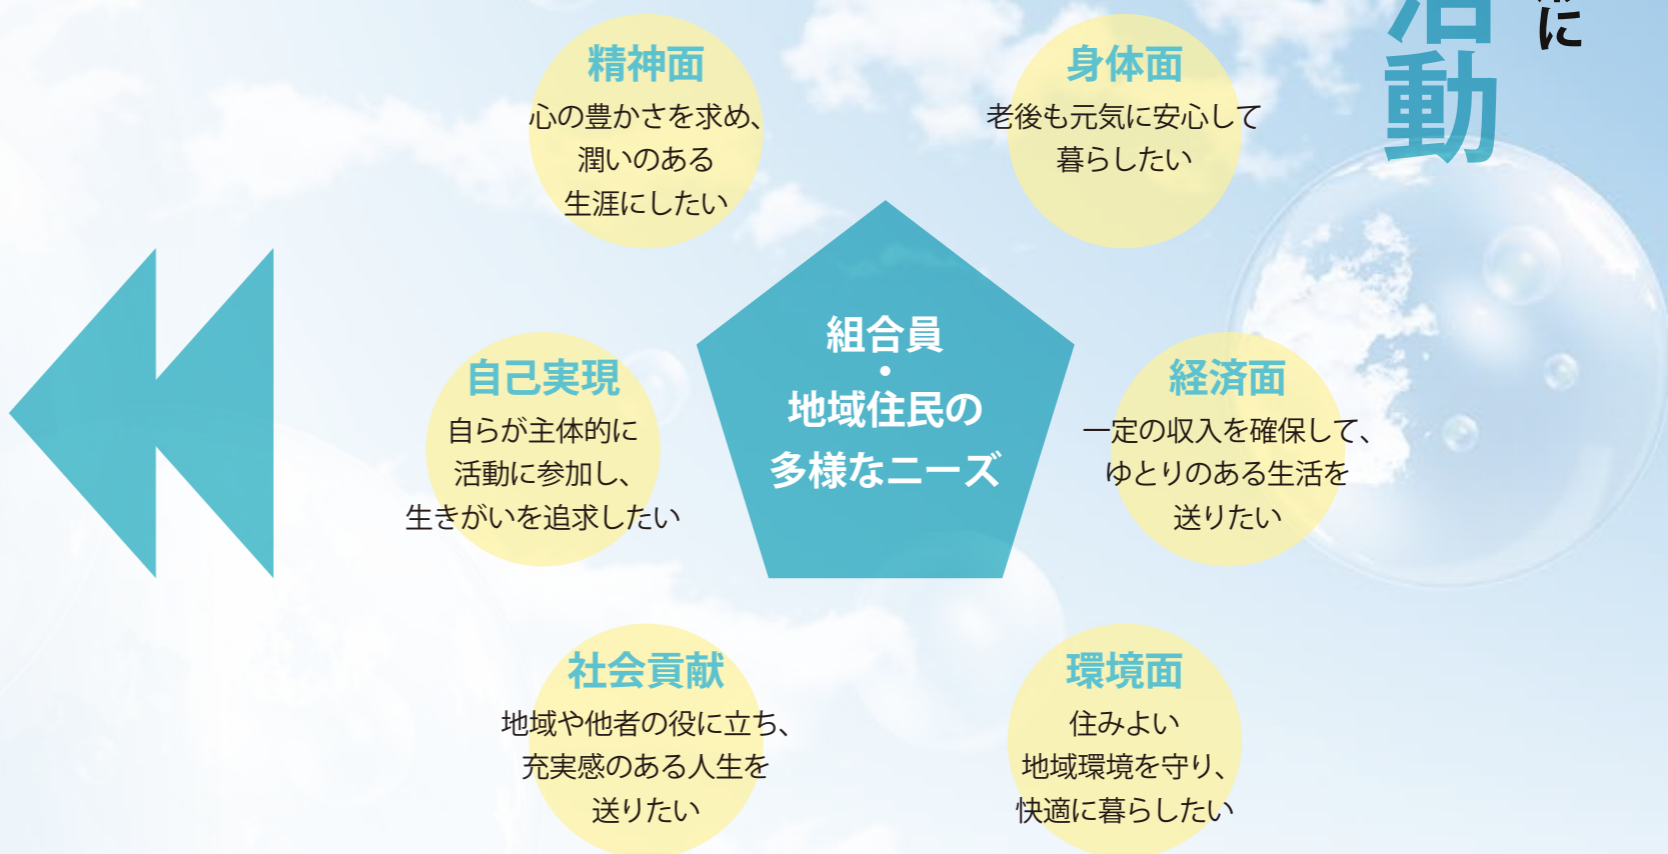 に
活動
精神面
心の豊かさを求め、
潤いのある
生涯にしたい
身体面
老後も元気に安心して
暮らしたい
組合員
・
地域住民の
多様なニーズ
自己実現
自らが主体的に
活動に参加し、
生きがいを追求したい
経済面
一定の収入を確保して、
ゆとりのある生活を
送りたい
社会貢献
地域や他者の役に立ち、
充実感のある人生を
送りたい
環境面
住みよい
地域環境を守り、
快適に暮らしたい